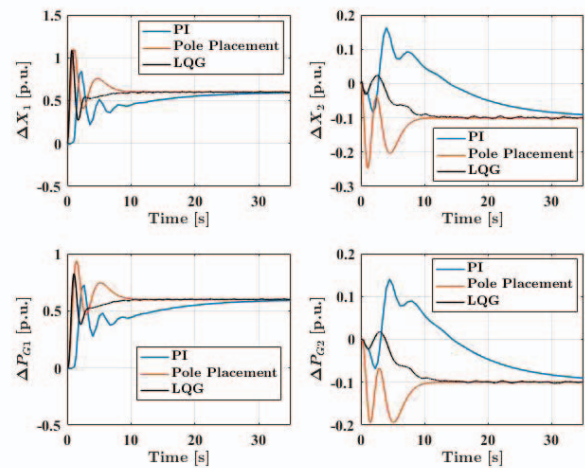 1.5
1
0.5
0
-0.5
ΔX1 [p.u.]
PI
Pole Placement
LQG
0 10 20 30
Time [s]
0.2
0.1
0
-0.1
-0.2
-0.3
ΔX2 [p.u.]
PI
Pole Placement
LQG
0 10 20 30
Time [s]
1
0.5
0
-0.5
ΔPG1 [p.u.]
PI
Pole Placement
LQG
0 10 20 30
Time [s]
0.2
0.1
0
-0.1
-0.2
ΔPG2 [p.u.]
PI
Pole Placement
LQG
0 10 20 30
Time [s]